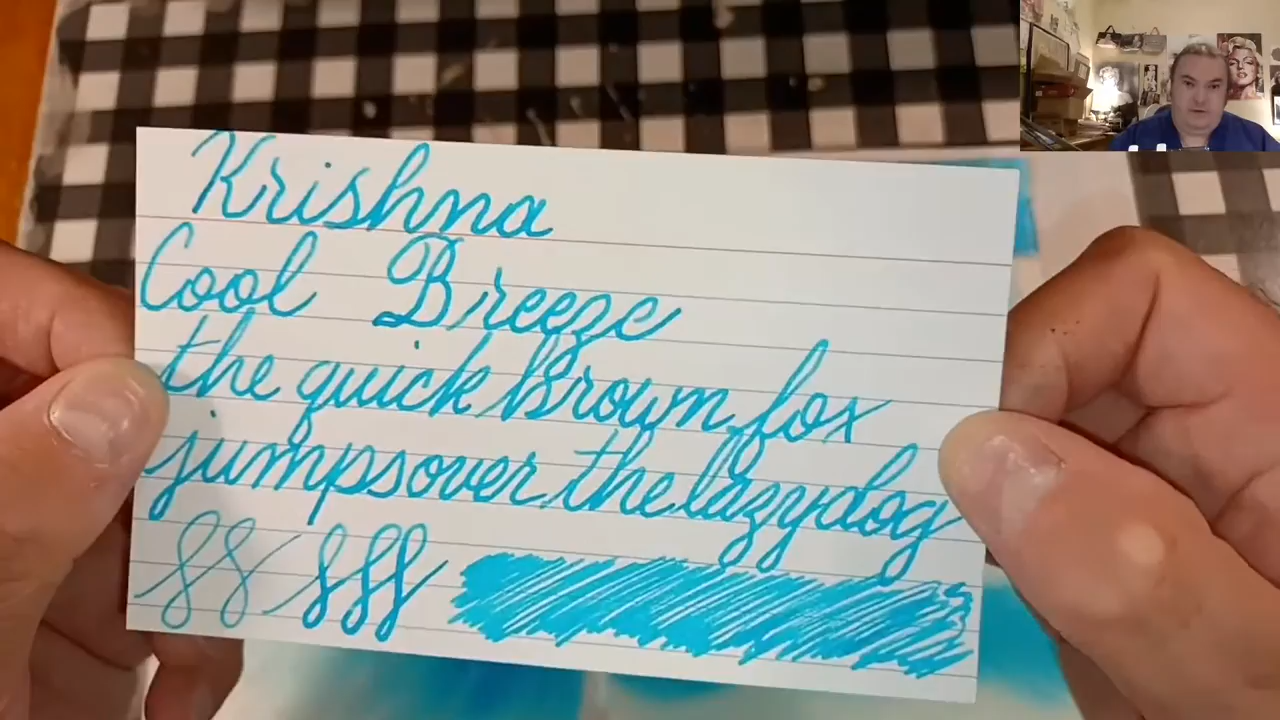 Krishna
Cool Breeze
the quick brown fox
jumpsover the lazydog